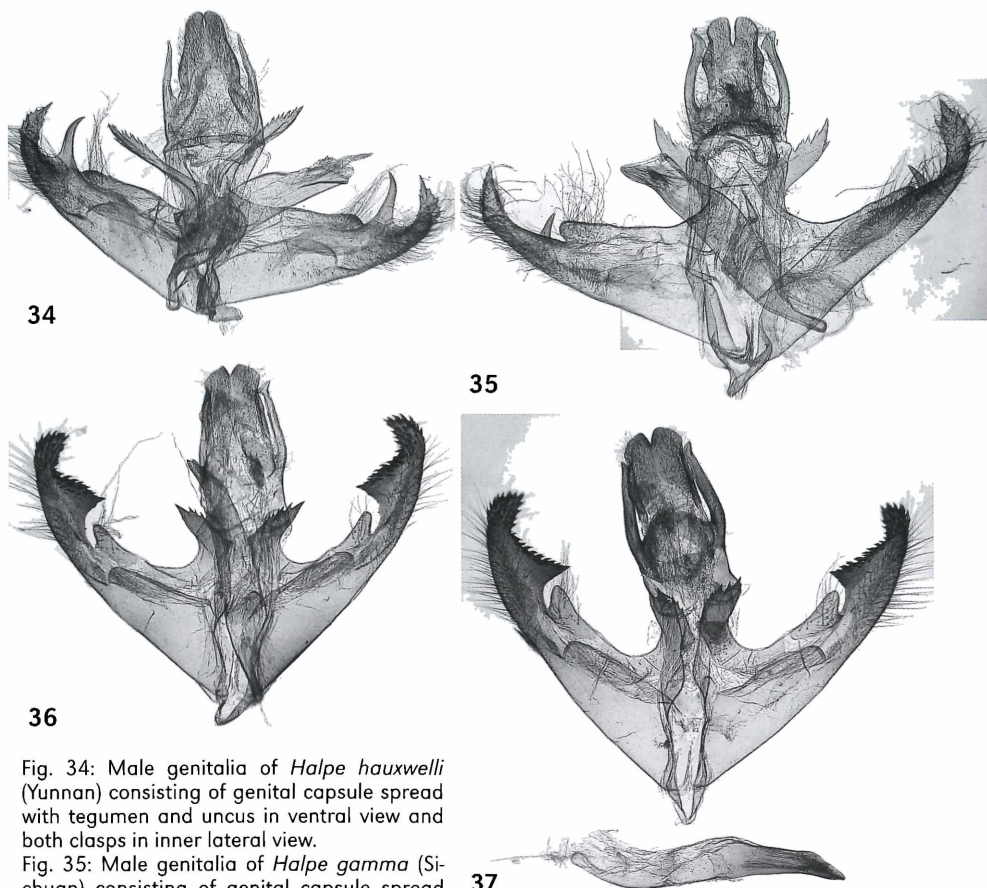 34
35
36
37
Fig. 34: Male genitalia of Halpe hauxwelli
(Yunnan) consisting of genital capsule spread
with tegumen and uncus in ventral view and
both clasps in inner lateral view.
Fig. 35: Male genitalia of Halpe gamma (Si-
chuan) consisting of genital capsule spread